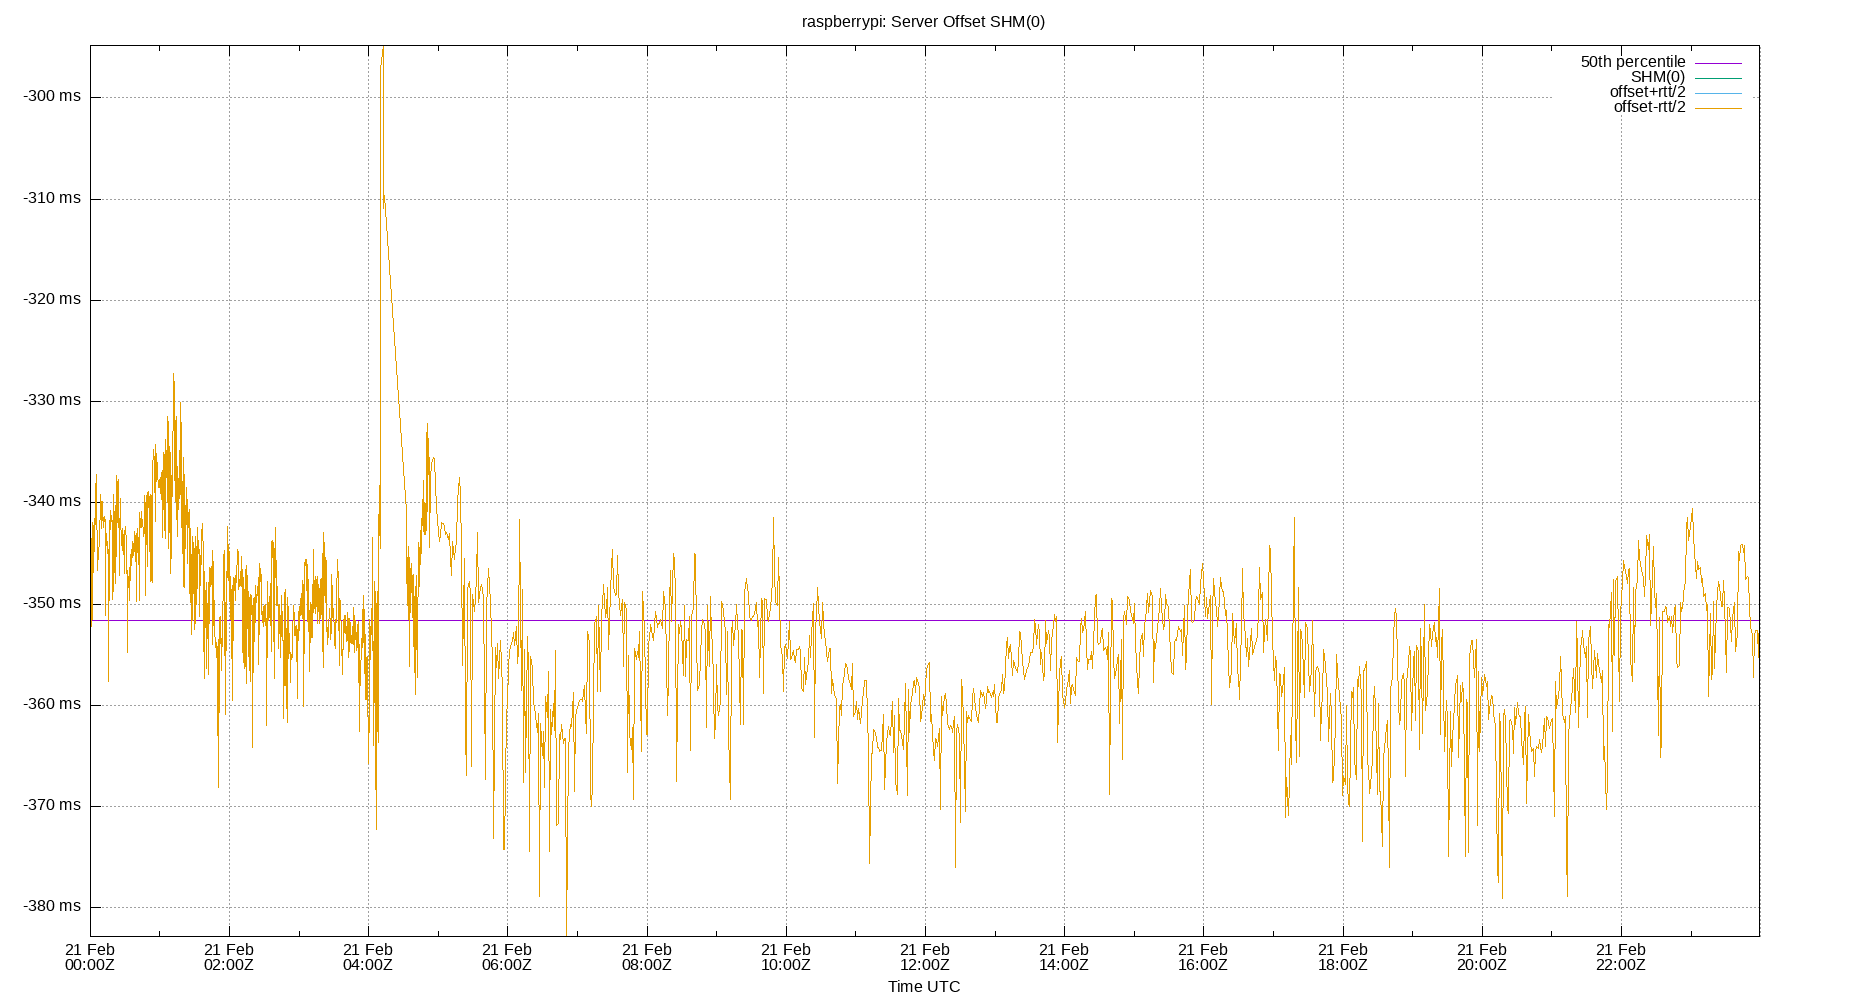 raspberrypi: Server Offset SHM(0)
50th percentile
SHM(0)
offset+rtt/2
offset-rtt/2
-300 ms
-310 ms
-320 ms
-330 ms
-340 ms
-350 ms
-360 ms
-370 ms
-380 ms
21 Feb 21 Feb 21 Feb 21 Feb 21 Feb 21 Feb 21 Feb 21 Feb 21 Feb 21 Feb 21 Feb 21 Feb
00:00Z 02:00Z 04:00Z 06:00Z 08:00Z 10:00Z 12:00Z 14:00Z 16:00Z 18:00Z 20:00Z 22:00Z
Time UTC